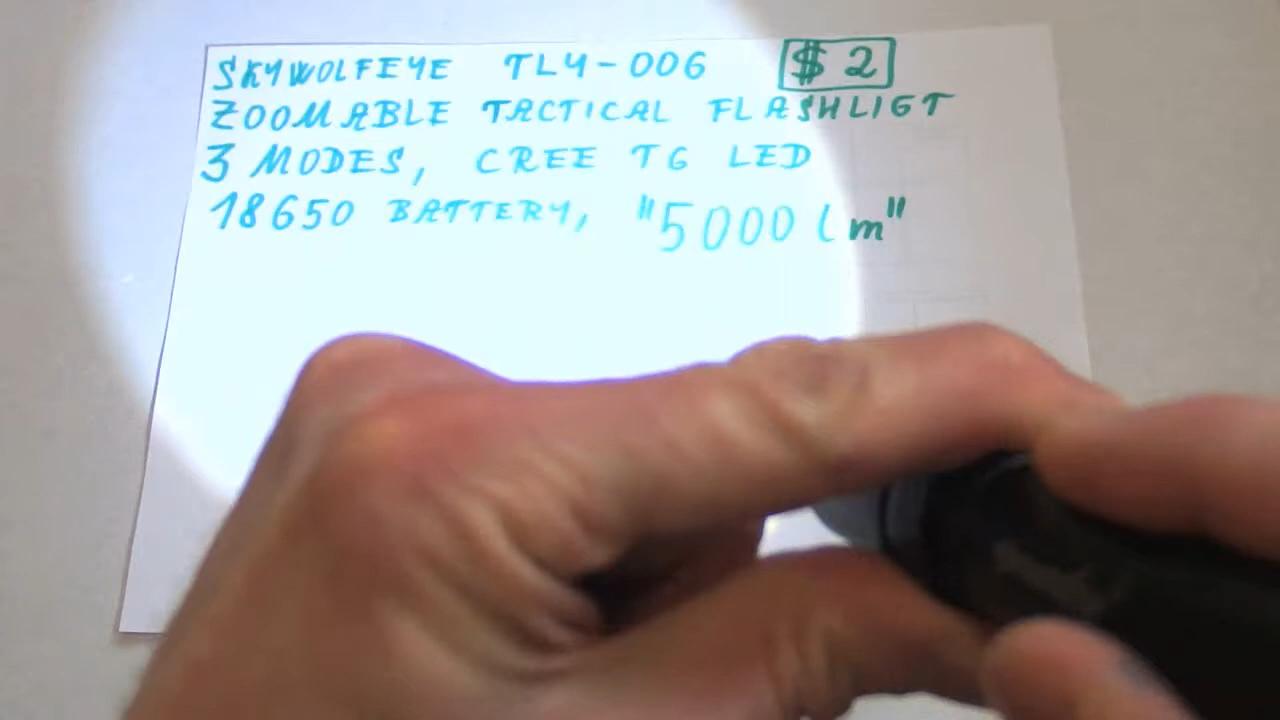 SKYWOLFEYE TL4-006 $2
ZOOMABLE TACTICAL FLASHLIGT
3 MODES, CREE T6 LED
18650 BATTERY, "5000 lm"